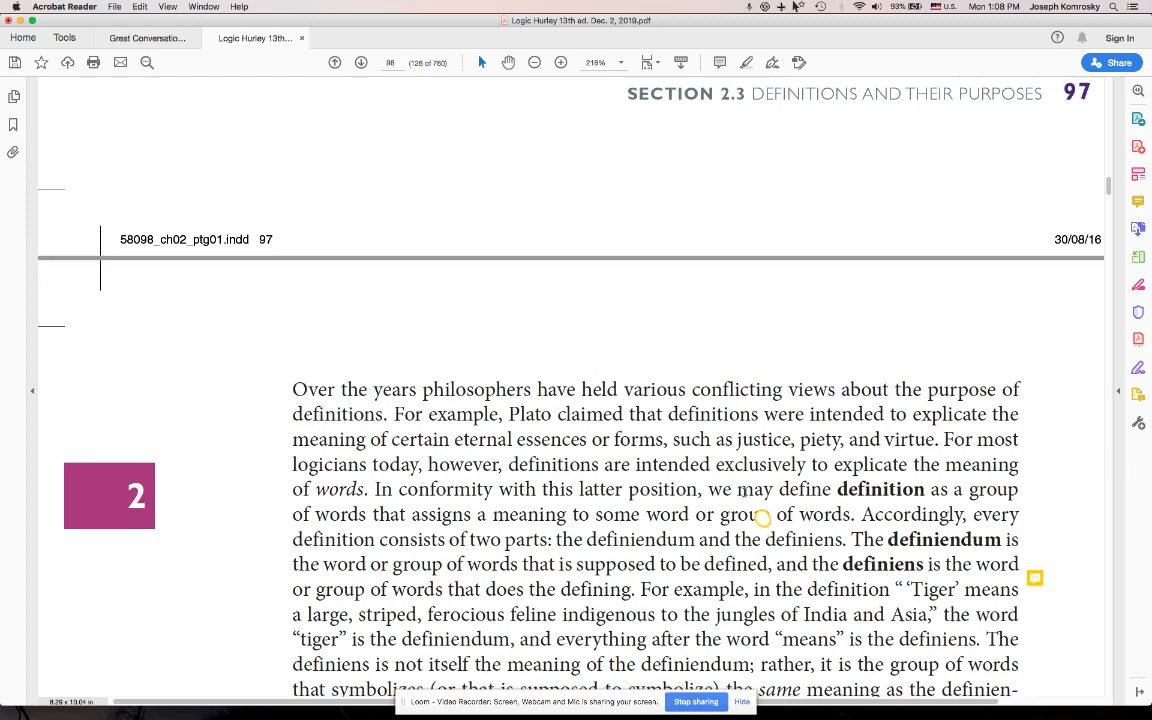 Acrobat Reader File Edit View Window Help 93% U.S. Mon 1:08 PM Joseph Komrosky
Logic Hurley 13th ed. Dec. 2, 2019.pdf
Home Tools Great Conversatio... Logic Hurley 13th... × Sign In
98 (126 of 760) 218% Share
SECTION 2.3 DEFINITIONS AND THEIR PURPOSES 97
58098_ch02_ptg01.indd 97 30/08/16
Over the years philosophers have held various conflicting views about the purpose of
definitions. For example, Plato claimed that definitions were intended to explicate the
meaning of certain eternal essences or forms, such as justice, piety, and virtue. For most
logicians today, however, definitions are intended exclusively to explicate the meaning
2
of words. In conformity with this latter position, we may define definition as a group
of words that assigns a meaning to some word or group of words. Accordingly, every
definition consists of two parts: the definiendum and the definiens. The definiendum is
the word or group of words that is supposed to be defined, and the definiens is the word
or group of words that does the defining. For example, in the definition “ ‘Tiger’ means
a large, striped, ferocious feline indigenous to the jungles of India and Asia,” the word
“tiger” is the definiendum, and everything after the word “means” is the definiens. The
definiens is not itself the meaning of the definiendum; rather, it is the group of words
that symbolizes (or that is supposed to symbolize) the same meaning as the definien-
8.29 x 10.04 in.
Loom - Video Recorder: Screen, Webcam and Mic is sharing your screen. Stop sharing Hide